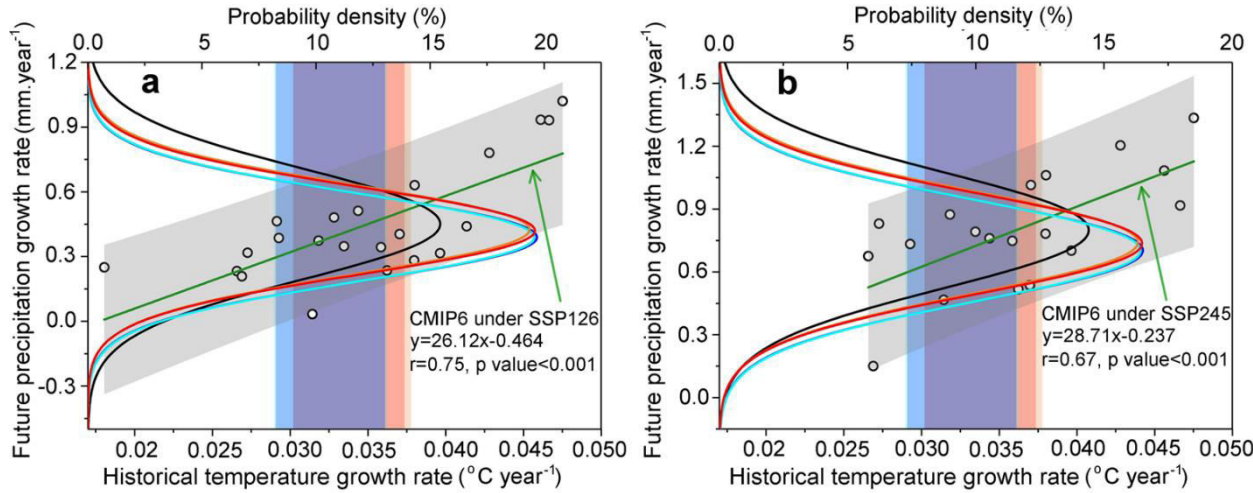 Probability density (%)
0.0 5 10 15 20
a
1.2
0.9
0.6
0.3
0.0
-0.3
Future precipitation growth rate(mm.year-1)
CMIP6 under SSP126
y=26.12x-0.464
r=0.75, p value<0.001
0.02 0.025 0.030 0.035 0.040 0.045 0.050
Historical temperature growth rate (°C year-1)
Probability density (%)
0.0 5 10 15 20
b
1.5
1.2
0.9
0.6
0.3
0.0
Future precipitation growth rate(mm.year-1)
CMIP6 under SSP245
y=28.71x-0.237
r=0.67, p value<0.001
0.02 0.025 0.030 0.035 0.040 0.045 0.050
Historical temperature growth rate (°C year-1)